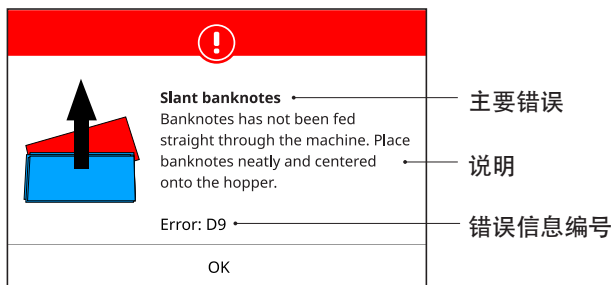 Slant banknotes
Banknotes has not been fed
straight through the machine. Place
banknotes neatly and centered
onto the hopper.
Error: D9
OK
主要错误
说明
错误信息编号